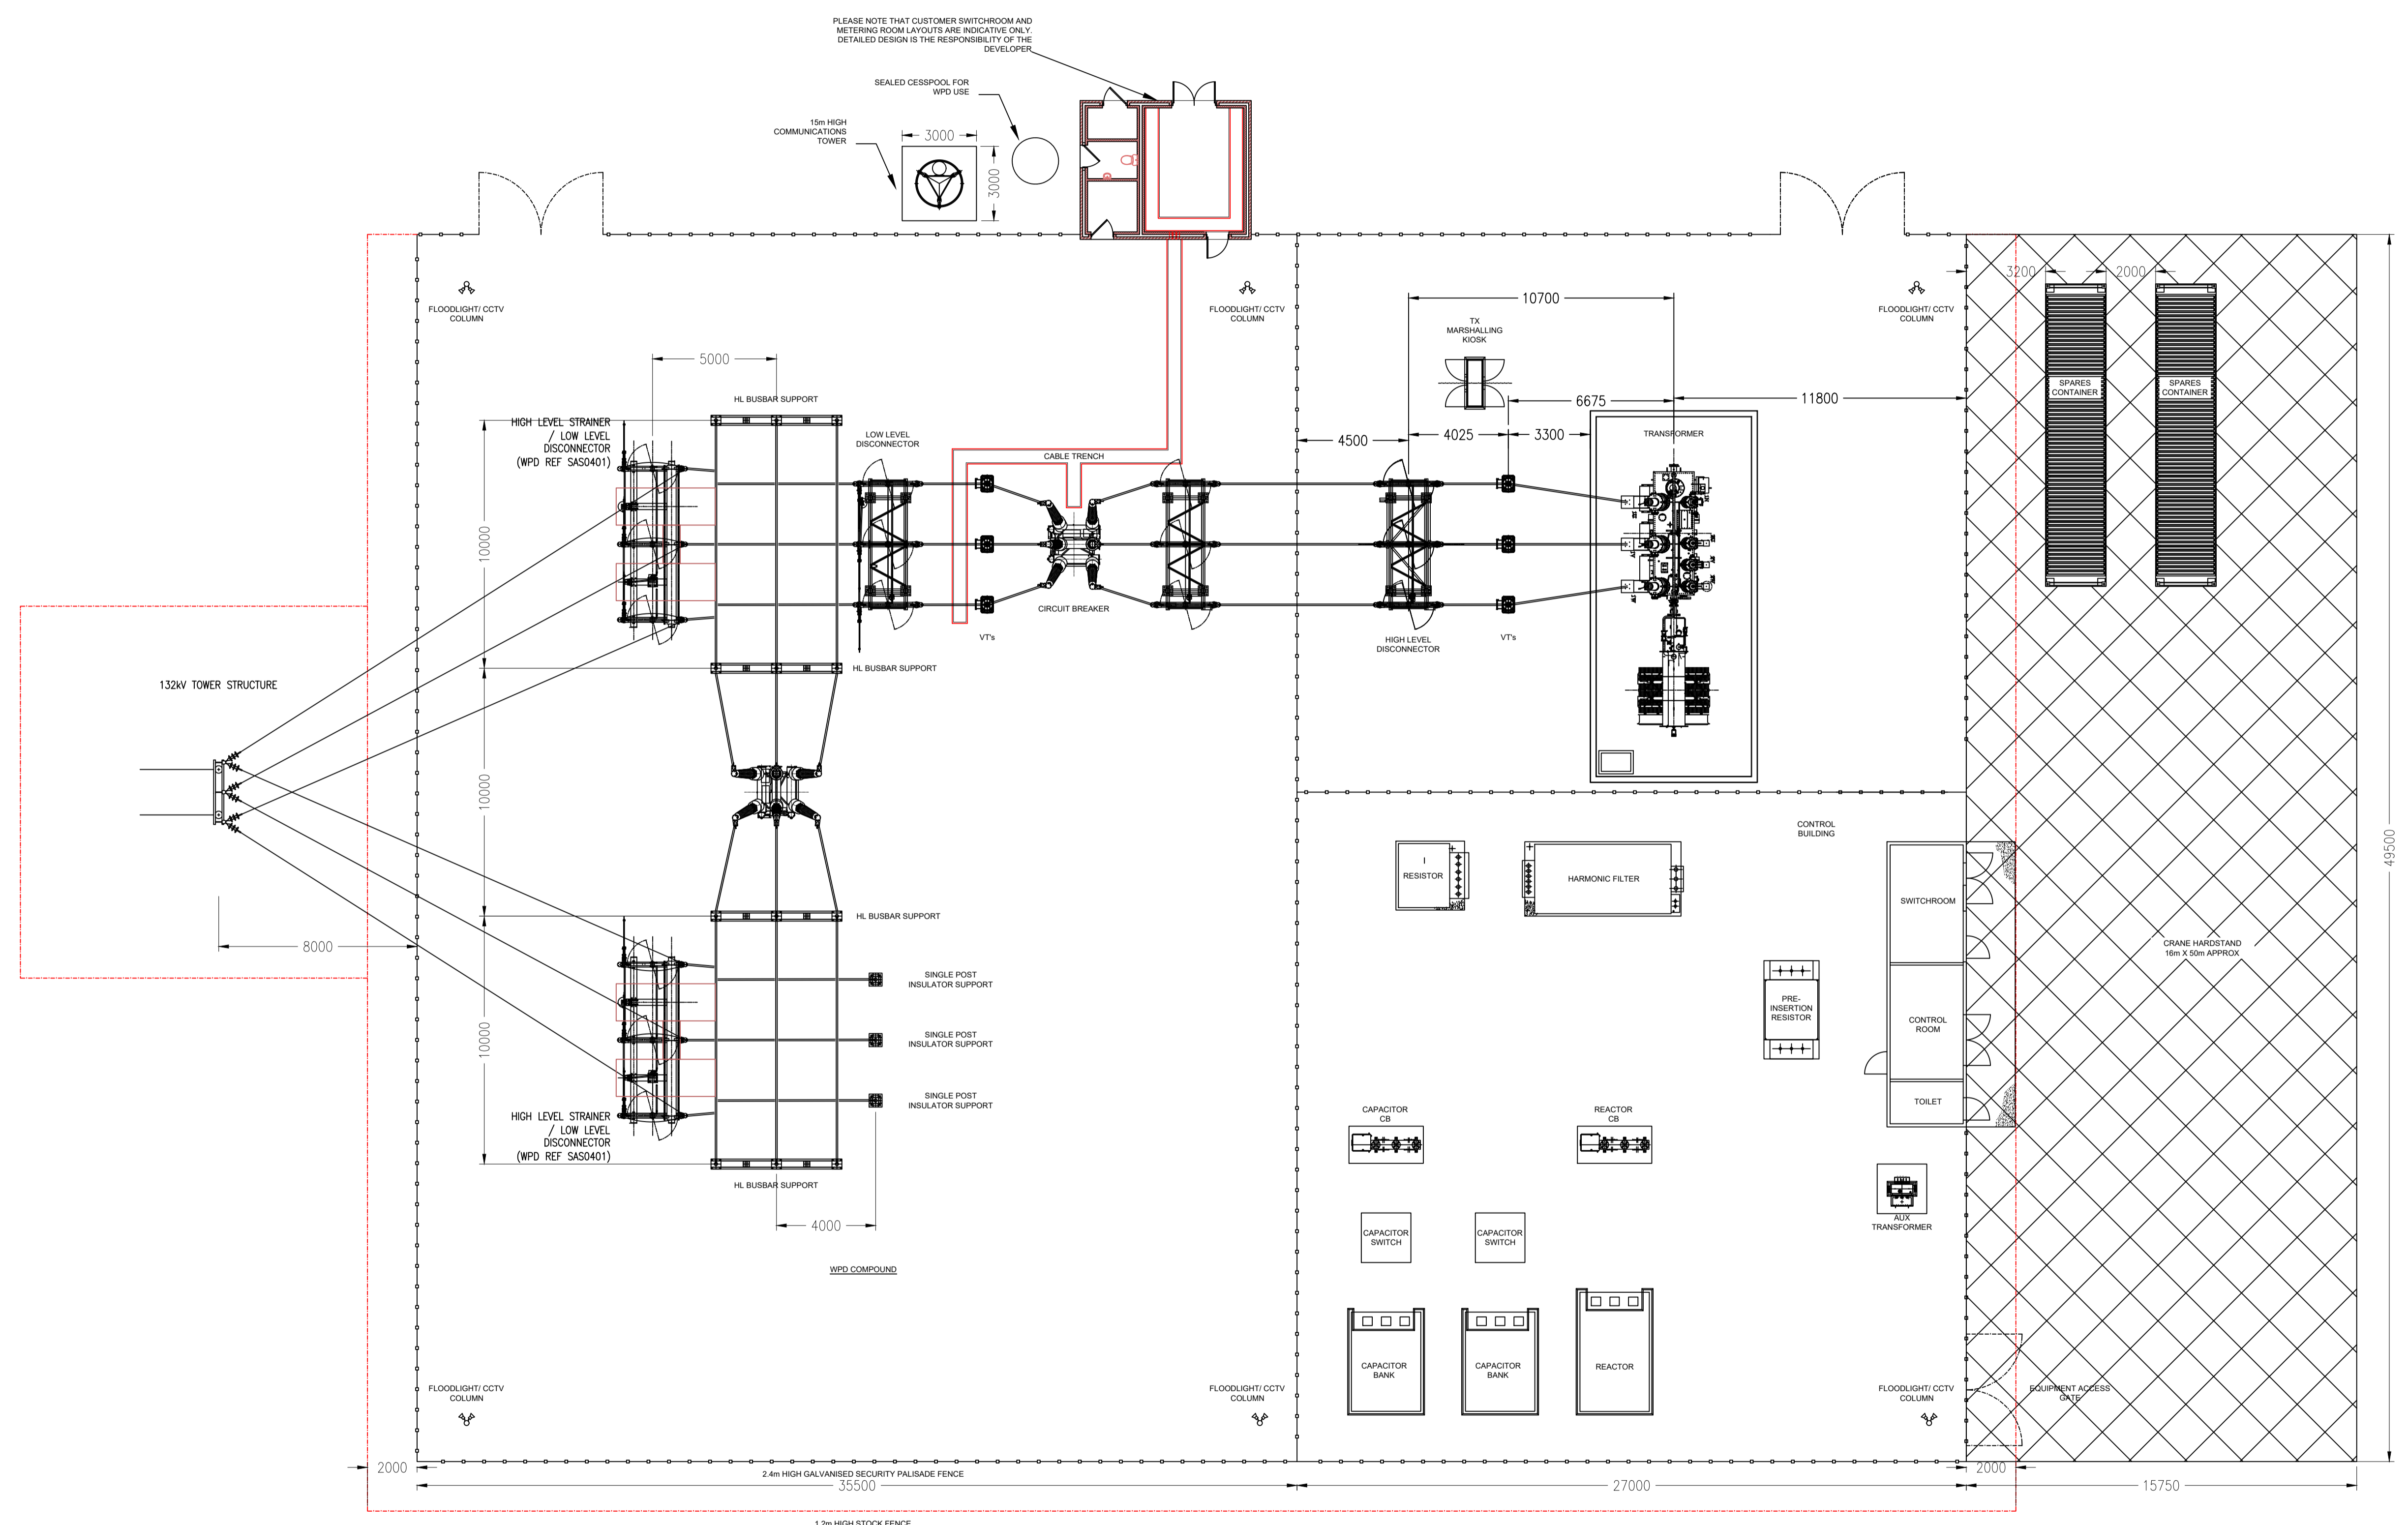 PLEASE NOTE THAT CUSTOMER SWITCHROOM AND
METERING ROOM LAYOUTS ARE INDICATIVE ONLY.
DETAILED DESIGN IS THE RESPONSIBILITY OF THE
DEVELOPER
SEALED CESSPOOL FOR
WPD USE
15m HIGH
COMMUNICATIONS
TOWER
3000
3000
FLOODLIGHT/ CCTV
COLUMN
FLOODLIGHT/ CCTV
COLUMN
FLOODLIGHT/ CCTV
COLUMN
3200
2000
10700
TX
MARSHALLING
KIOSK
5000
6675
11800
SPARES
CONTAINER
SPARES
CONTAINER
HL BUSBAR SUPPORT
HIGH LEVEL STRAINER
/ LOW LEVEL
DISCONNECTOR
(WPD REF SAS0401)
LOW LEVEL
DISCONNECTOR
CABLE TRENCH
4500
4025
3300
TRANSFORMER
10000
CIRCUIT BREAKER
VT's
HIGH LEVEL
DISCONNECTOR
VT's
HL BUSBAR SUPPORT
132kV TOWER STRUCTURE
10000
CONTROL
BUILDING
49500
RESISTOR
HARMONIC FILTER
SWITCHROOM
HL BUSBAR SUPPORT
8000
CRANE HARDSTAND
16m X 50m APPROX
SINGLE POST
INSULATOR SUPPORT
PRE-
INSERTION
RESISTOR
CONTROL
ROOM
10000
SINGLE POST
INSULATOR SUPPORT
SINGLE POST
INSULATOR SUPPORT
TOILET
HIGH LEVEL STRAINER
/ LOW LEVEL
DISCONNECTOR
(WPD REF SAS0401)
CAPACITOR
CB
REACTOR
CB
HL BUSBAR SUPPORT
4000
AUX
TRANSFORMER
CAPACITOR
SWITCH
CAPACITOR
SWITCH
WPD COMPOUND
CAPACITOR
BANK
CAPACITOR
BANK
REACTOR
FLOODLIGHT/ CCTV
COLUMN
FLOODLIGHT/ CCTV
COLUMN
FLOODLIGHT/ CCTV
COLUMN
EQUIPMENT ACCESS
GATE
2000
2.4m HIGH GALVANISED SECURITY PALISADE FENCE
2000
35500
27000
15750
1.2m HIGH STOCK FENCE